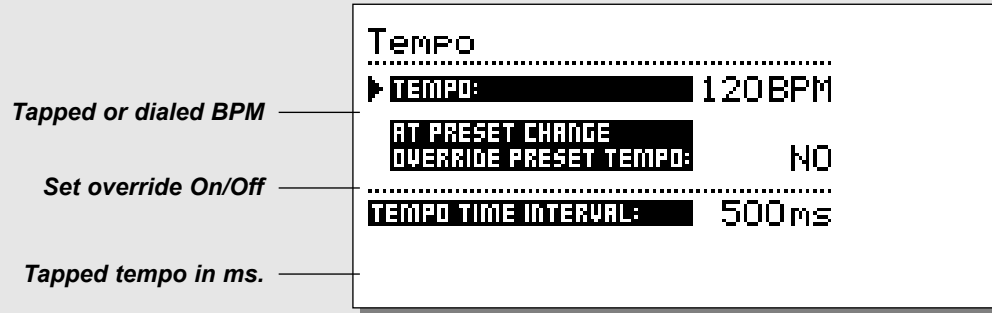 Tempo
TEMPO: 120BPM
Tapped or dialed BPM
AT PRESET CHANGE
OVERRIDE PRESET TEMPO: NO
Set override On/Off
TEMPO TIME INTERVAL: 500ms
Tapped tempo in ms.